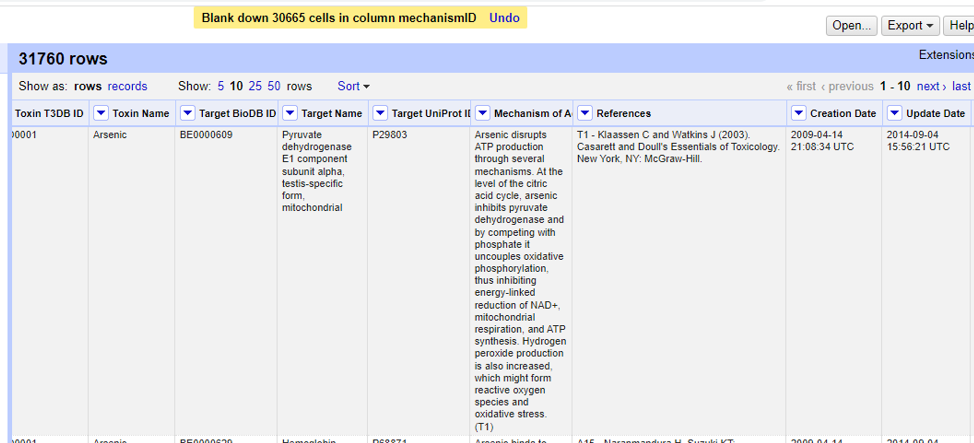 Blank down 30665 cells in column mechanismID Undo
Open... Export Help
31760 rows
Extensions
Show as: rows records Show: 5 10 25 50 rows Sort « first ‹ previous 1 - 10 next › last
Toxin T3DB ID Toxin Name Target BioDB ID Target Name Target UniProt ID Mechanism of A References Creation Date Update Date
0001 Arsenic BE0000609
Pyruvate
dehydrogenase
E1 component
subunit alpha,
testis-specific
form,
mitochondrial
P29803
Arsenic disrupts
ATP production
through several
mechanisms. At the
level of the citric
acid cycle, arsenic
inhibits pyruvate
dehydrogenase and
by competing with
phosphate it
uncouples oxidative
phosphorylation,
thus inhibiting
energy-linked
reduction of NAD+,
mitochondrial
respiration, and ATP
synthesis. Hydrogen
peroxide production
is also increased,
which might form
reactive oxygen
species and
oxidative stress.
(T1)
T1 - Klaassen C and Watkins J (2003).
Casarett and Doull's Essentials of Toxicology.
New York, NY: McGraw-Hill.
2009-04-14
21:08:34 UTC
2014-09-04
15:56:21 UTC
0001 Arsenic BE0000629 Hemoglobin P68871 Arsenic binds to A15 - Naranmandura H, Suzuki KT: 2009-04-14 2014-09-04